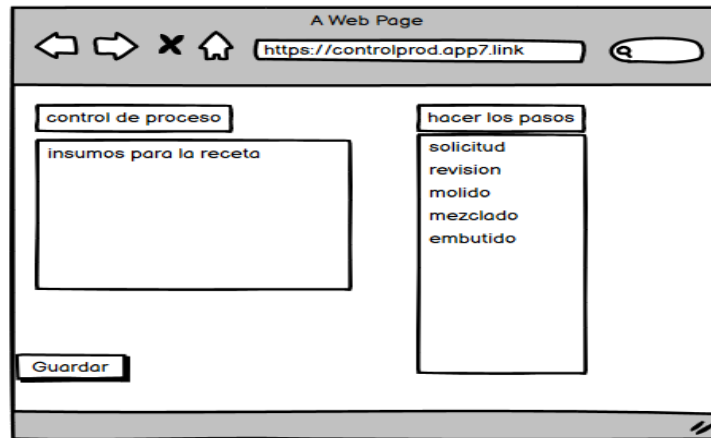 A Web Page
https://controlprod.app7.link
control de proceso
insumos para la receta
hacer los pasos
solicitud
revision
molido
mezclado
embutido
Guardar